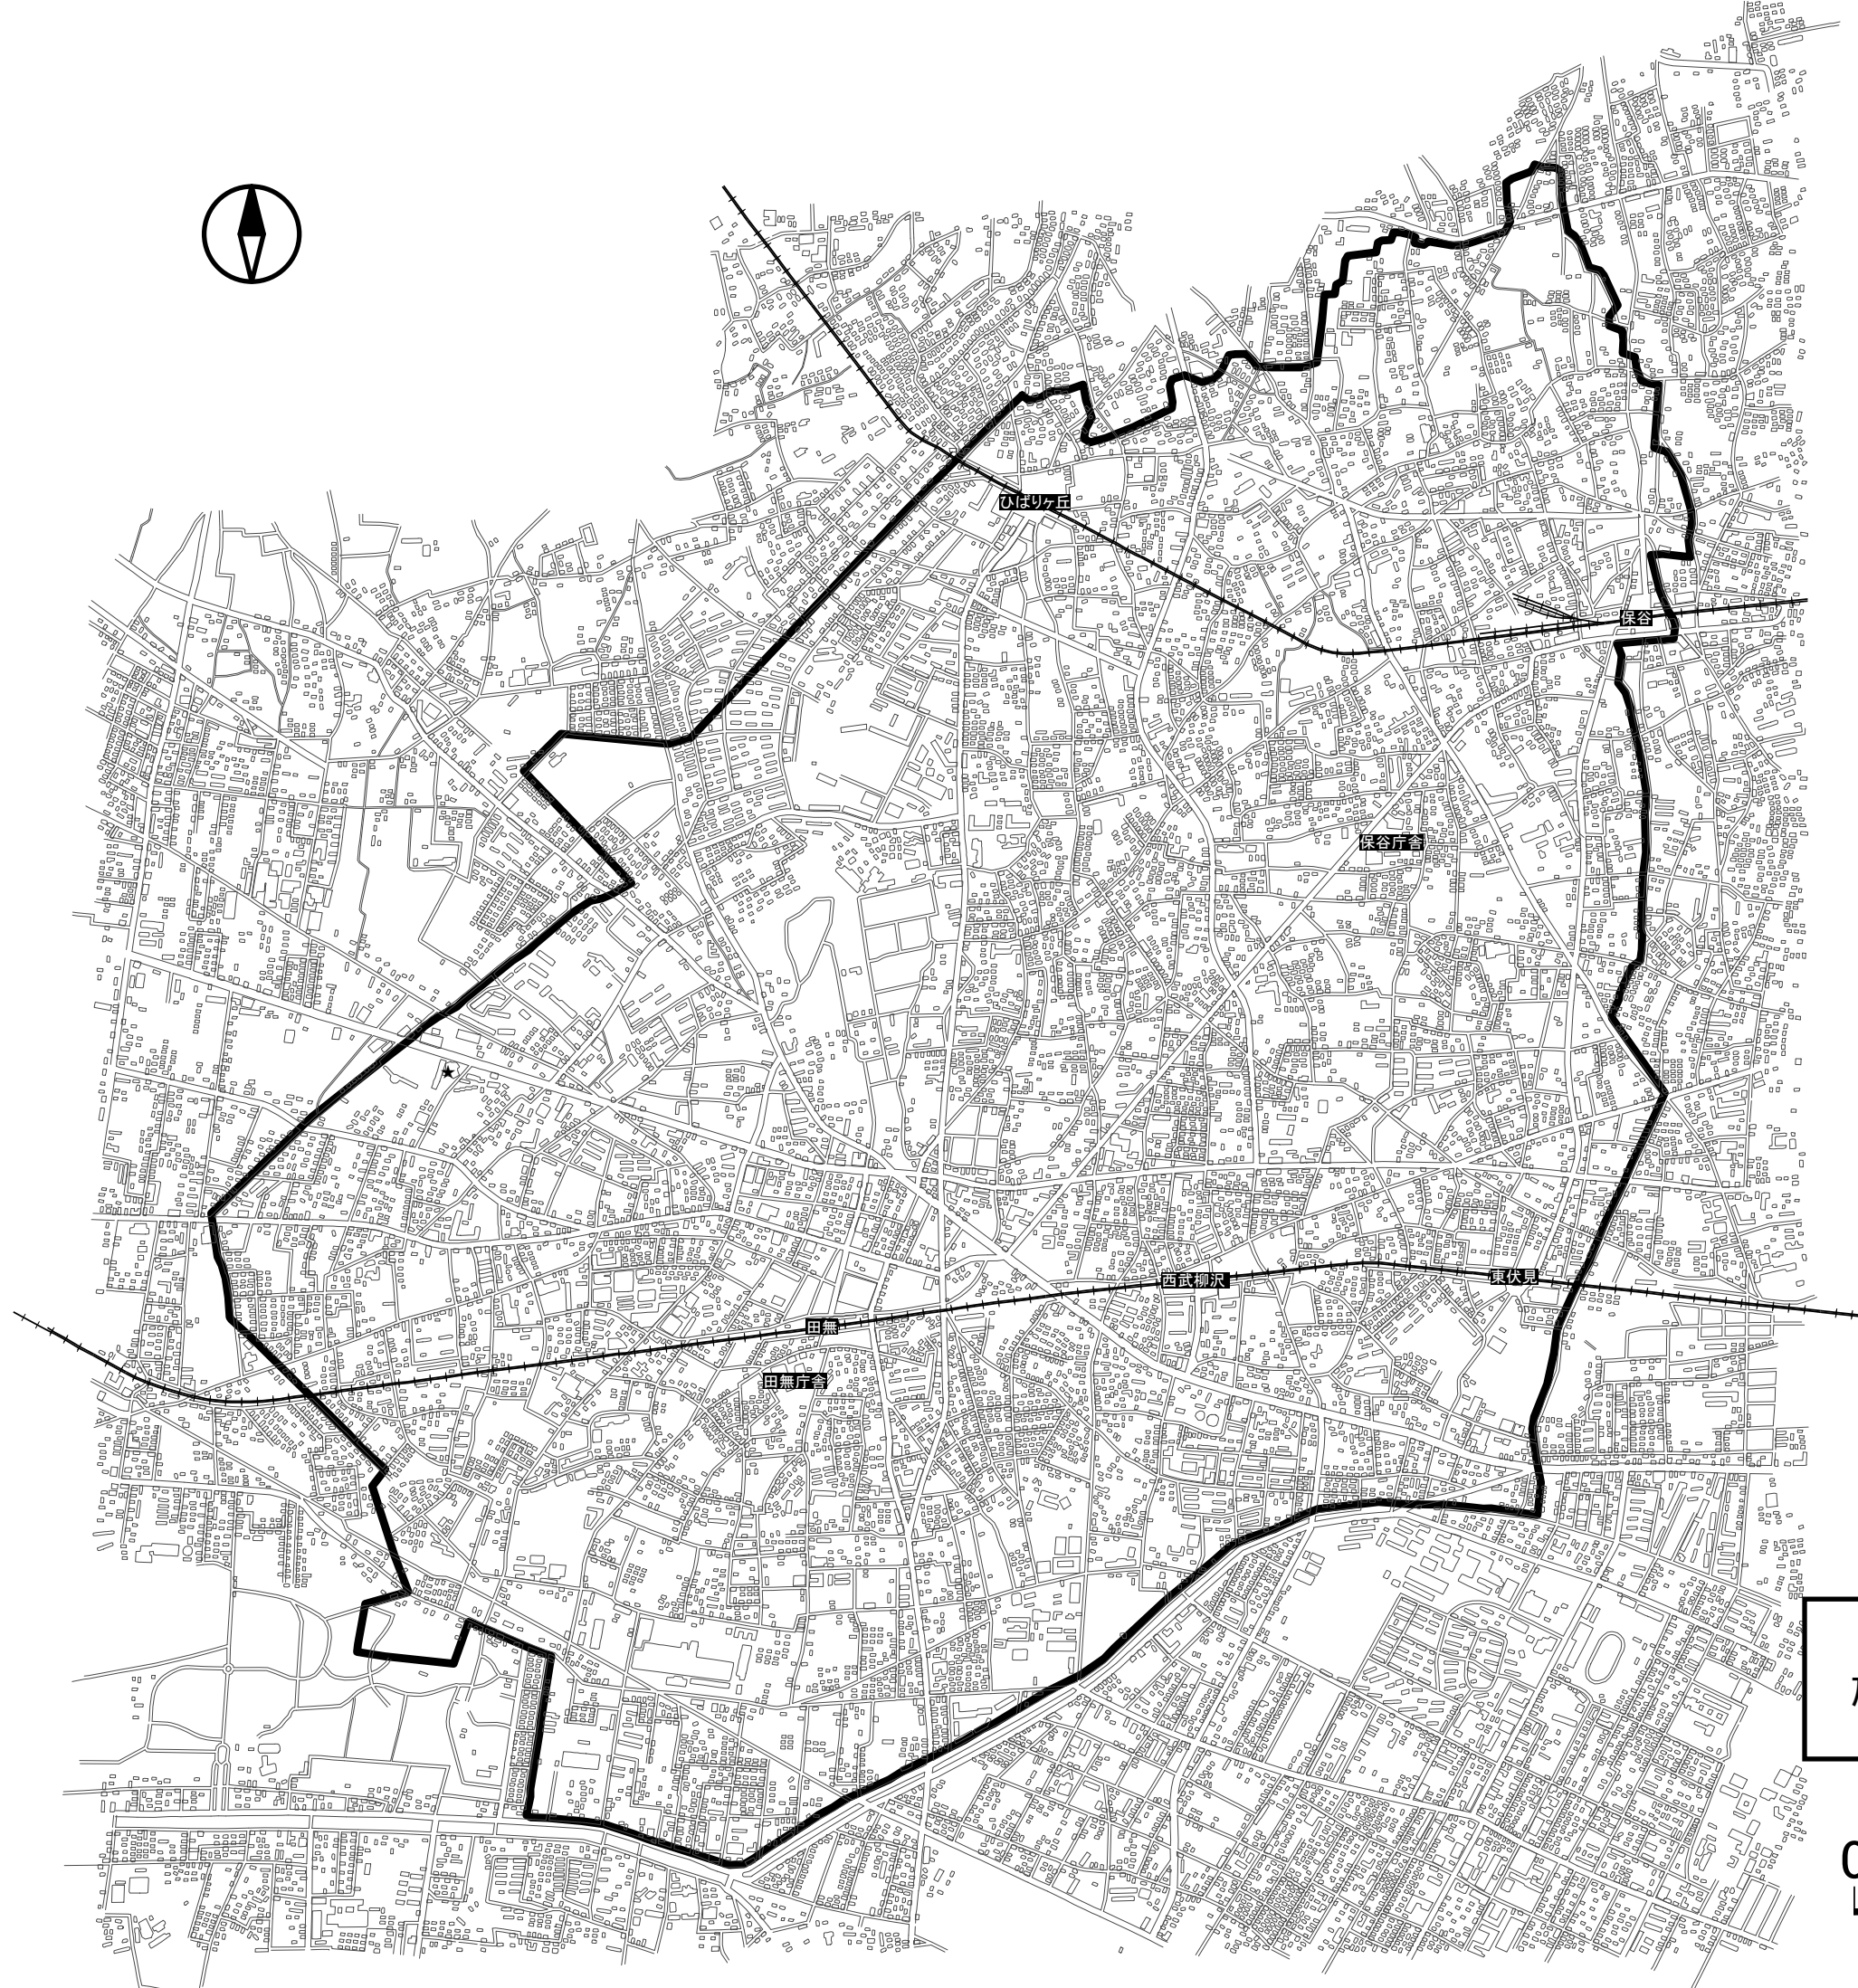 ひばりヶ丘
保谷
保谷庁舎
西武柳沢
東伏見
田無
田無庁舎